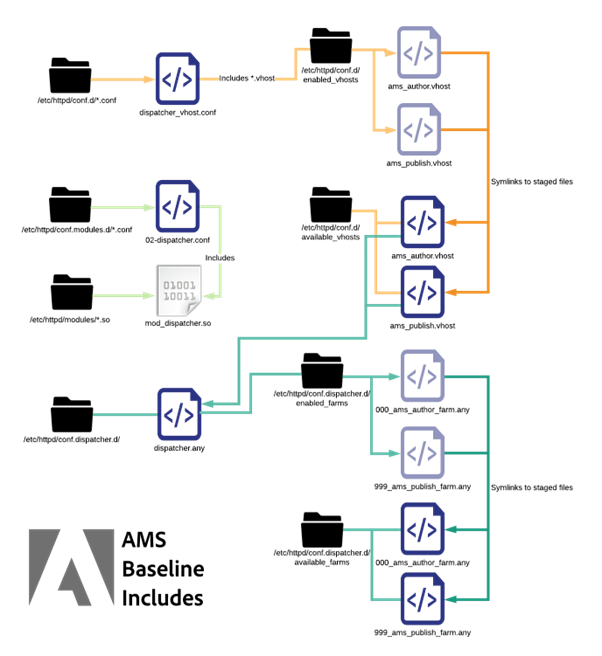 /etc/httpd/conf.d/*.conf
dispatcher_vhost.conf
Includes *.vhost
/etc/httpd/conf.d/
enabled_vhosts
ams_author.vhost
ams_publish.vhost
Symlinks to staged files
/etc/httpd/conf.modules.d/*.conf
02-dispatcher.conf
Includes
/etc/httpd/conf.d/
available_vhosts
ams_author.vhost
01001
10011
/etc/httpd/modules/*.so
mod_dispatcher.so
ams_publish.vhost
/etc/httpd/conf.dispatcher.d/
enabled_farms
000_ams_author_farm.any
/etc/httpd/conf.dispatcher.d/
dispatcher.any
999_ams_publish_farm.any
Symlinks to staged files
/etc/httpd/conf.dispatcher.d/
available_farms
000_ams_author_farm.any
999_ams_publish_farm.any
AMS
Baseline
Includes